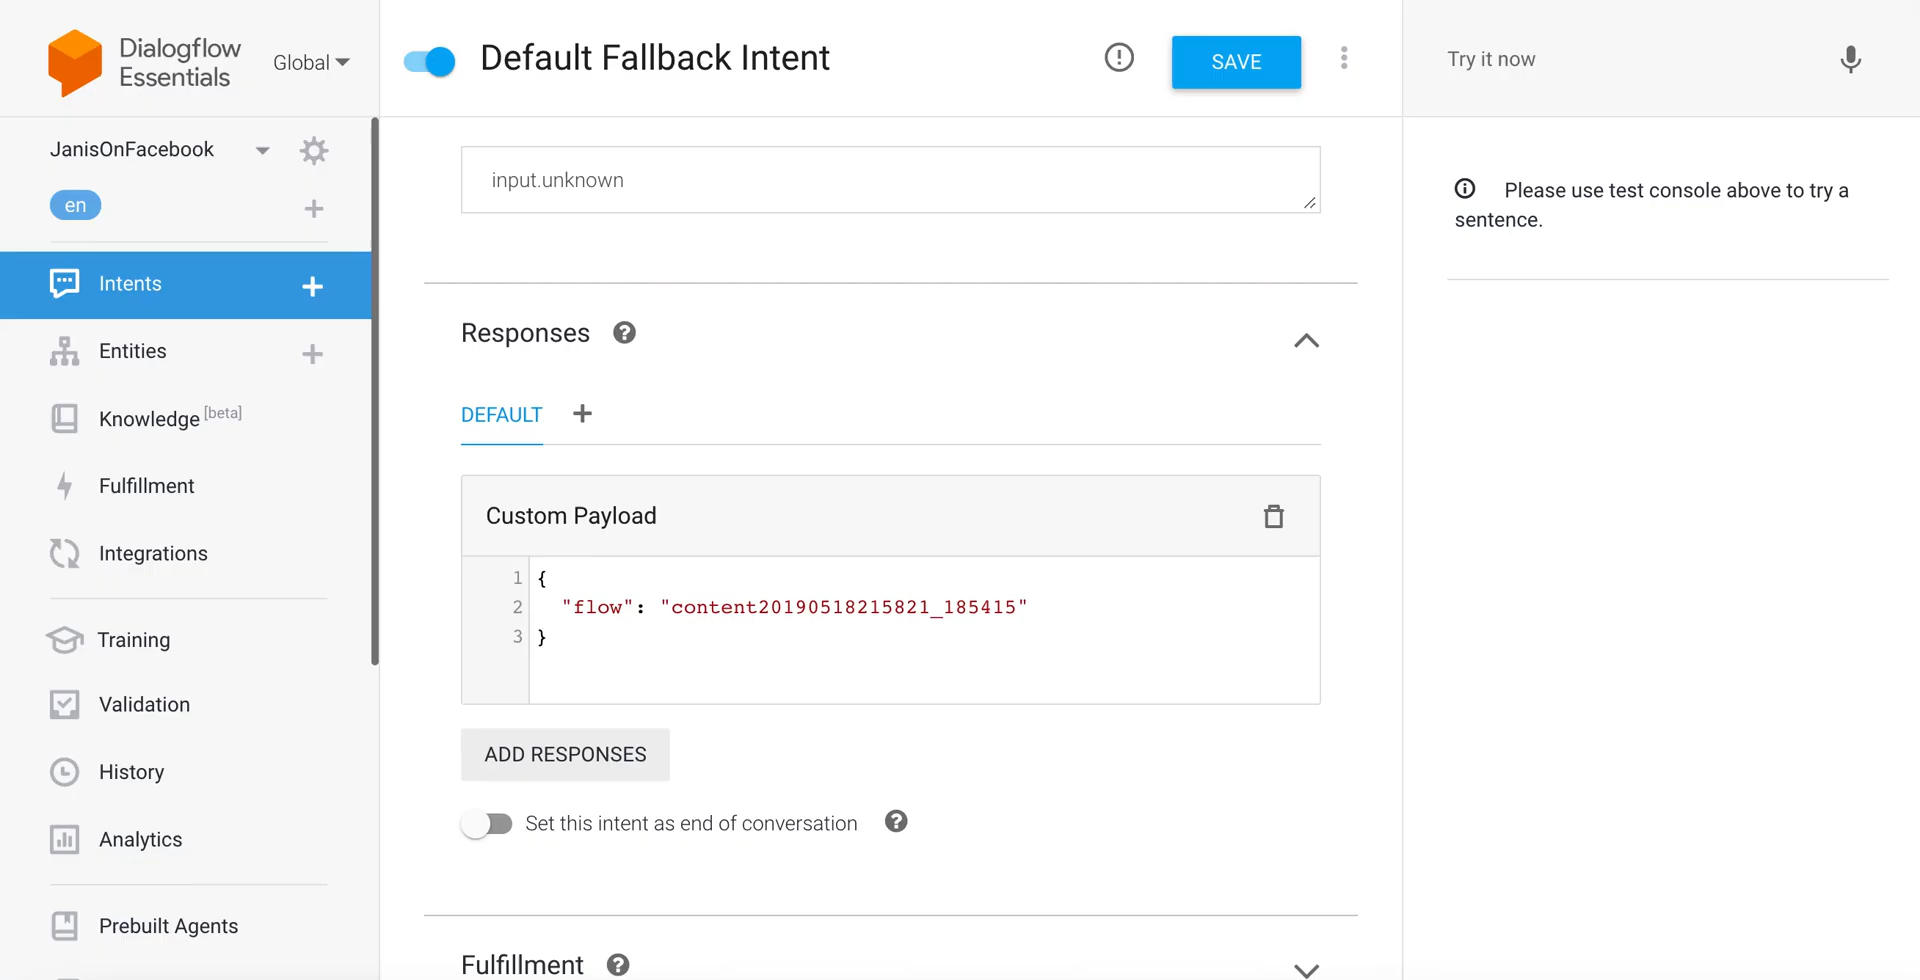 Dialogflow
Essentials
Global
Default Fallback Intent
SAVE
Try it now
JanisOnFacebook
en
Intents
Entities
Knowledge [beta]
Fulfillment
Integrations
Training
Validation
History
Analytics
Prebuilt Agents
input.unknown
Responses
DEFAULT
Custom Payload
1 {
2 "flow": "content20190518215821_185415"
3 }
ADD RESPONSES
Set this intent as end of conversation
Fulfillment
Please use test console above to try a
sentence.